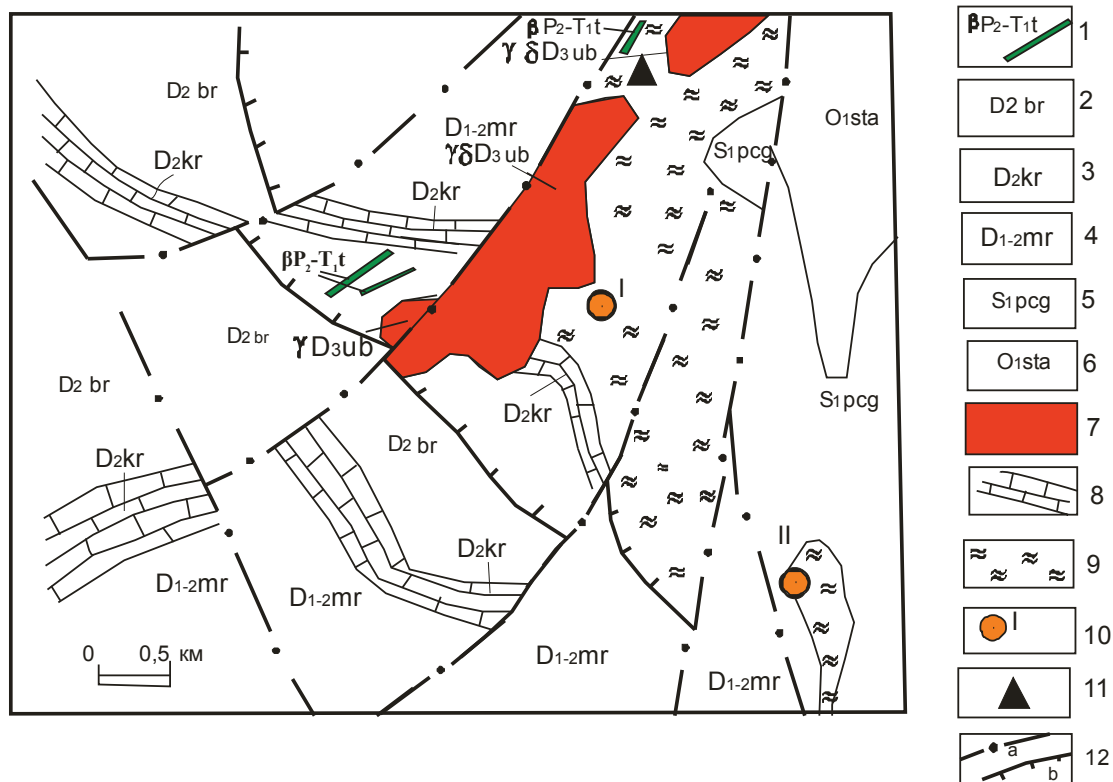 βP2-T1t
γ δD3ub
D2 br
O1sta
D1-2mr
γδD3ub
S1pcg
D2kr
D2kr
βP2-T1t
I
D2 br
γD3ub
D2 br
D2kr
S1pcg
D2 br
D2kr
II
D2kr
D1-2mr
D1-2mr
D1-2mr
D1-2mr
0 0,5 км
βP2-T1t 1
D2 br 2
D2kr 3
D1-2mr 4
S1pcg 5
O1sta 6
7
8
9
I 10
11
a b 12